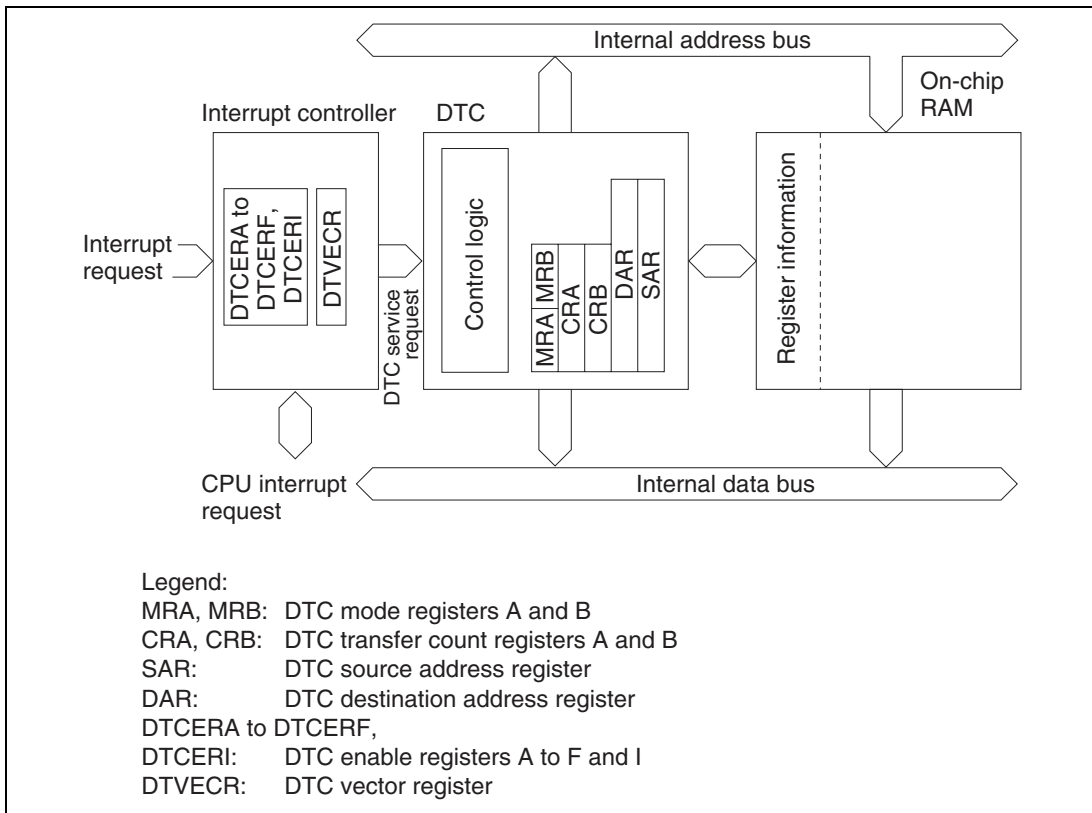 Internal address bus
On-chip
RAM
Interrupt controller
DTC
Interrupt
request
DTCERA to
DTCERF,
DTCERI
DTVECR
DTC service
request
Control logic
MRA
MRB
CRA
CRB
DAR
SAR
Register information
CPU interrupt
request
Internal data bus
Legend:
MRA, MRB: DTC mode registers A and B
CRA, CRB: DTC transfer count registers A and B
SAR: DTC source address register
DAR: DTC destination address register
DTCERA to DTCERF,
DTCERI: DTC enable registers A to F and I
DTVECR: DTC vector register